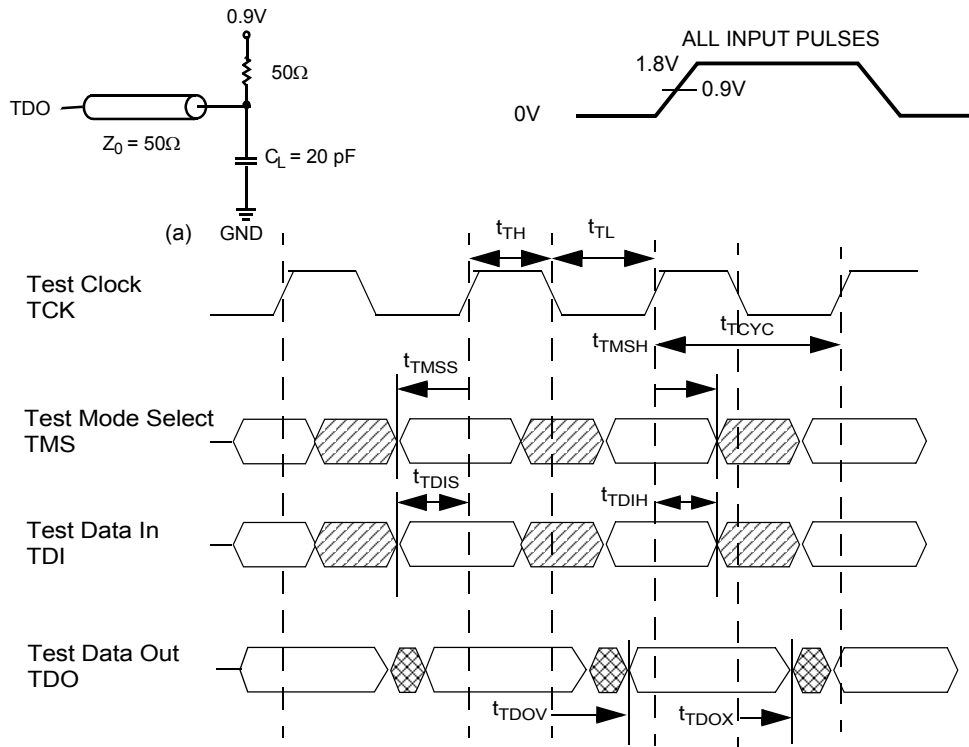 0.9V
50Ω
TDO
Z0 = 50Ω
CL = 20 pF
(a)
GND
ALL INPUT PULSES
1.8V
0.9V
0V
tTH
tTL
Test Clock
TCK
tTCYC
tTMSH
tTMSS
Test Mode Select
TMS
tTDIS
tTDIH
Test Data In
TDI
Test Data Out
TDO
tTDOV
tTDOX